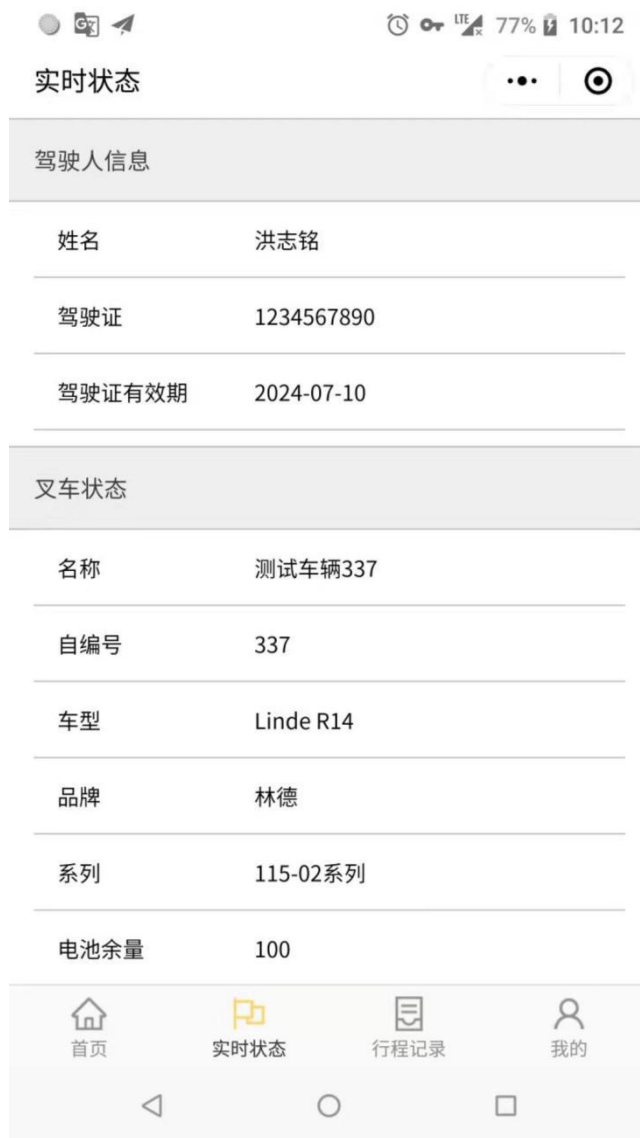 LTE 77% 10:12
实时状态
驾驶人信息
姓名 洪志铭
驾驶证 1234567890
驾驶证有效期 2024-07-10
叉车状态
名称 测试车辆337
自编号 337
车型 Linde R14
品牌 林德
系列 115-02系列
电池余量 100
首页 实时状态 行程记录 我的